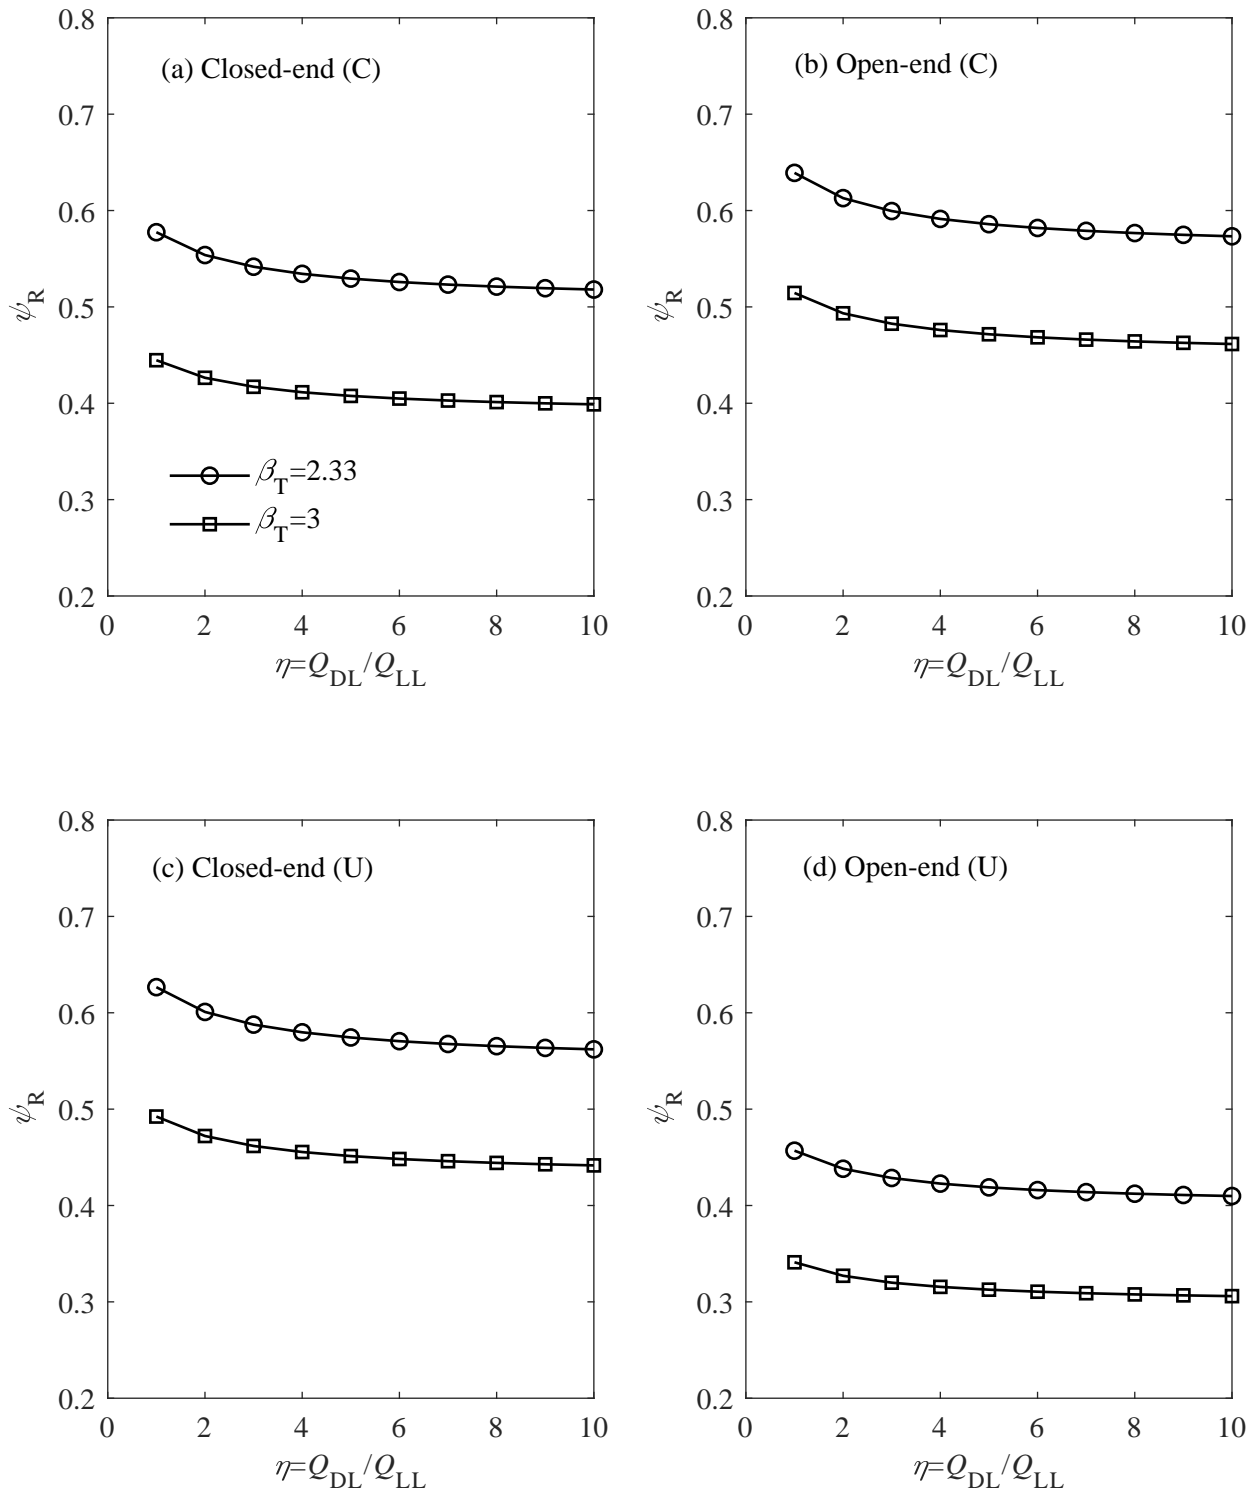 (a) Closed-end (C)
0.8
0.7
0.6
0.5
0.4
0.3
0.2
ψR
βT=2.33
βT=3
0 2 4 6 8 10
η=QDL/QLL
(b) Open-end (C)
0.8
0.7
0.6
0.5
0.4
0.3
0.2
ψR
0 2 4 6 8 10
η=QDL/QLL
(c) Closed-end (U)
0.8
0.7
0.6
0.5
0.4
0.3
0.2
ψR
0 2 4 6 8 10
η=QDL/QLL
(d) Open-end (U)
0.8
0.7
0.6
0.5
0.4
0.3
0.2
ψR
0 2 4 6 8 10
η=QDL/QLL